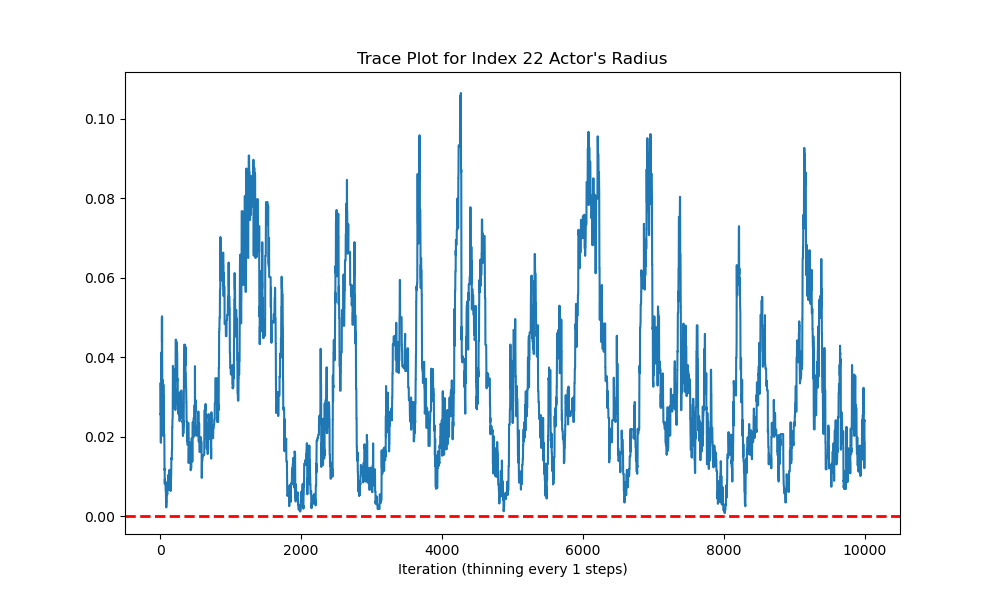 Trace Plot for Index 22 Actor's Radius
0.10
0.08
0.06
0.04
0.02
0.00
0 2000 4000 6000 8000 10000
Iteration (thinning every 1 steps)